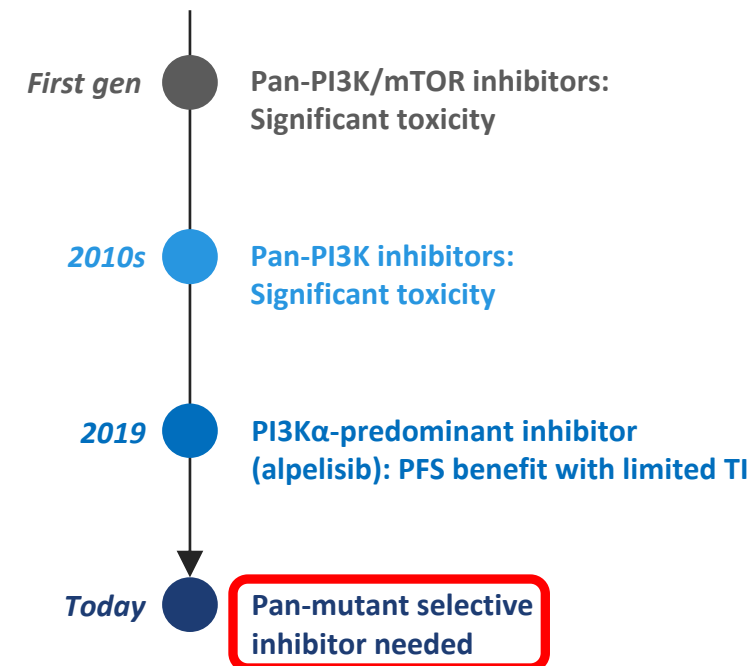 First gen
Pan-PI3K/mTOR inhibitors:
Significant toxicity
2010s
Pan-PI3K inhibitors:
Significant toxicity
2019
PI3Kα-predominant inhibitor
(alpelisib): PFS benefit with limited TI
Today
Pan-mutant selective
inhibitor needed